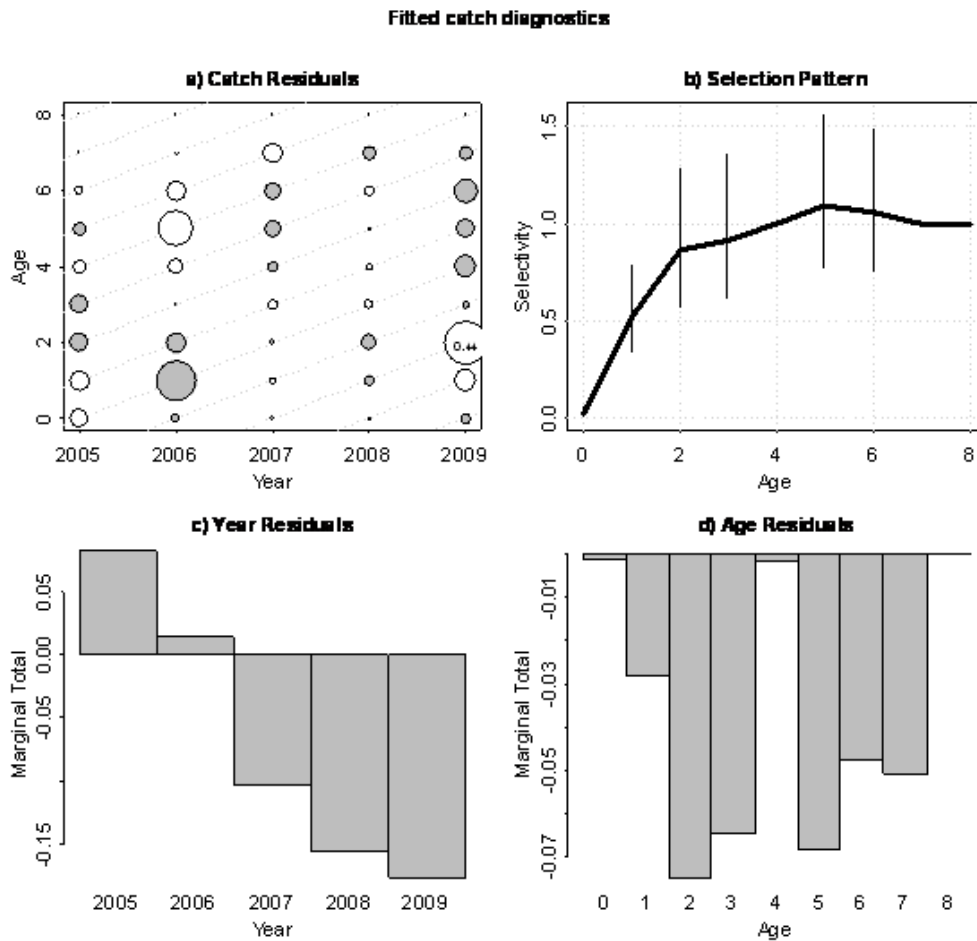 Fitted catch diagnostics
a) Catch Residuals
Age
0 2 4 6 8
0.44
2005 2006 2007 2008 2009
Year
b) Selection Pattern
Selectivity
0.0 0.5 1.0 1.5
0 2 4 6 8
Age
c) Year Residuals
Marginal Total
-0.15 -0.05 0.00 0.05
2005 2006 2007 2008 2009
Year
d) Age Residuals
Marginal Total
-0.07 -0.05 -0.03 -0.01
0 1 2 3 4 5 6 7 8
Age